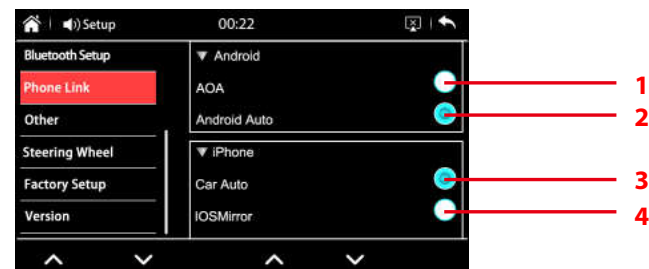 Setup 00:22
Bluetooth Setup
Phone Link
Other
Steering Wheel
Factory Setup
Version
▼ Android
AOA 1
Android Auto 2
▼ iPhone
Car Auto 3
IOSMirror 4